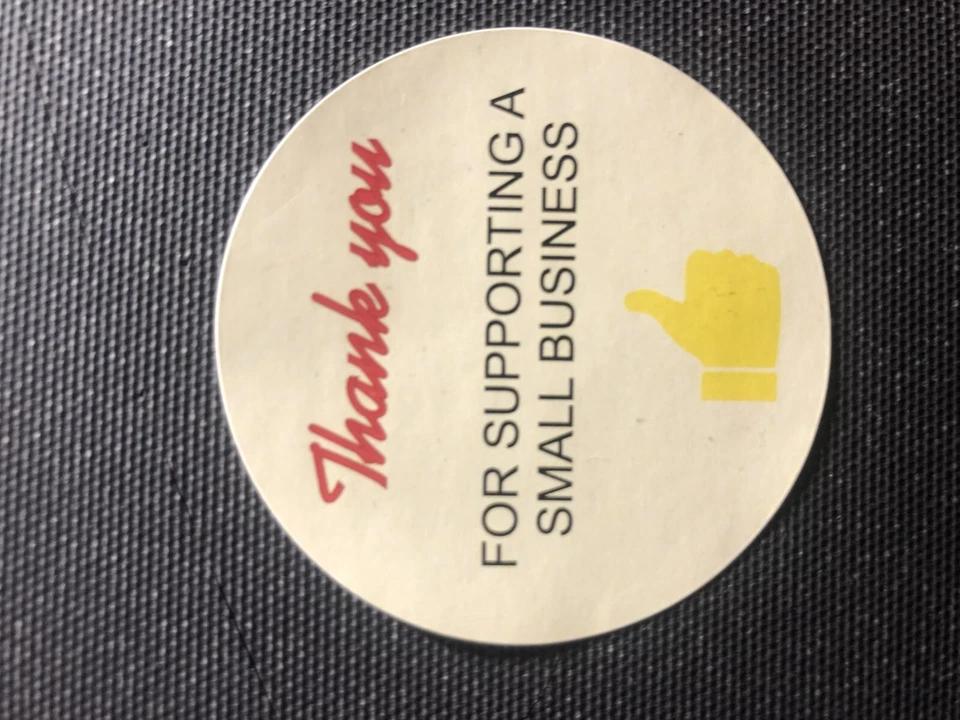 Thank you
FOR SUPPORTING A
SMALL BUSINESS